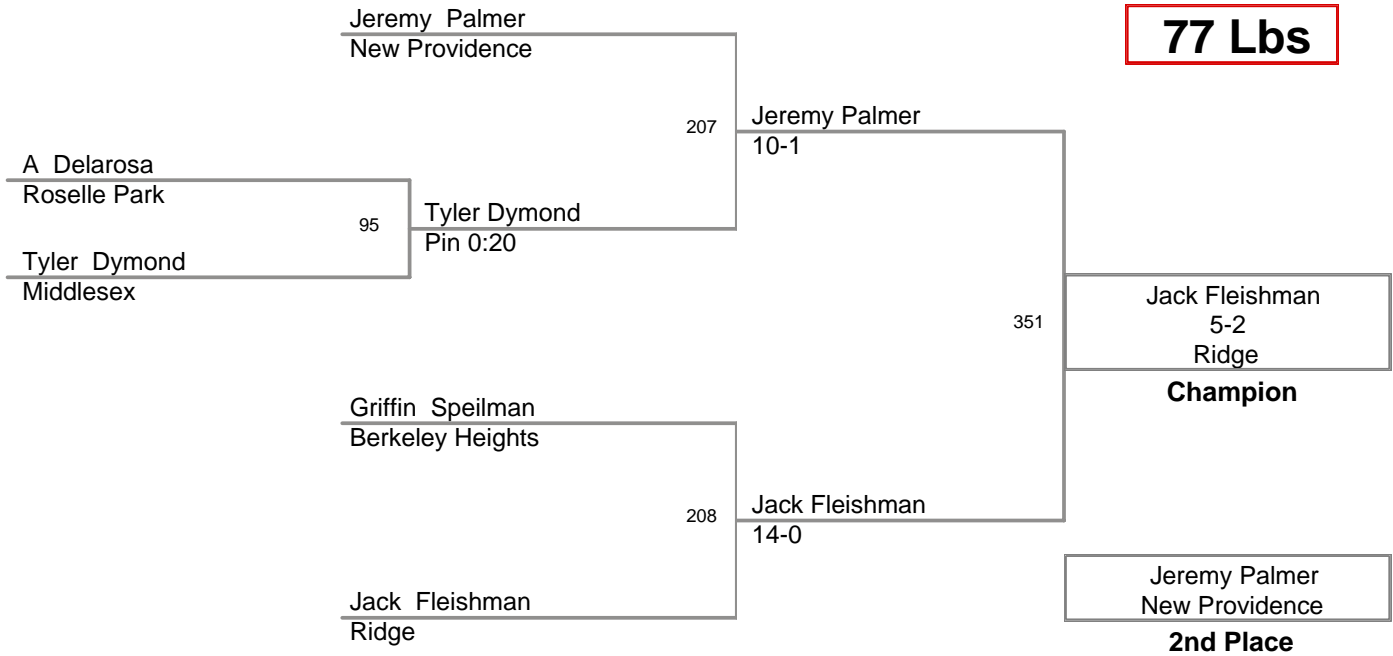 77 Lbs
Jeremy Palmer
New Providence
207
Jeremy Palmer
10-1
A Delarosa
Roselle Park
95
Tyler Dymond
Pin 0:20
Tyler Dymond
Middlesex
351
Jack Fleishman
5-2
Ridge
Champion
Griffin Speilman
Berkeley Heights
208
Jack Fleishman
14-0
Jack Fleishman
Ridge
Jeremy Palmer
New Providence
2nd Place